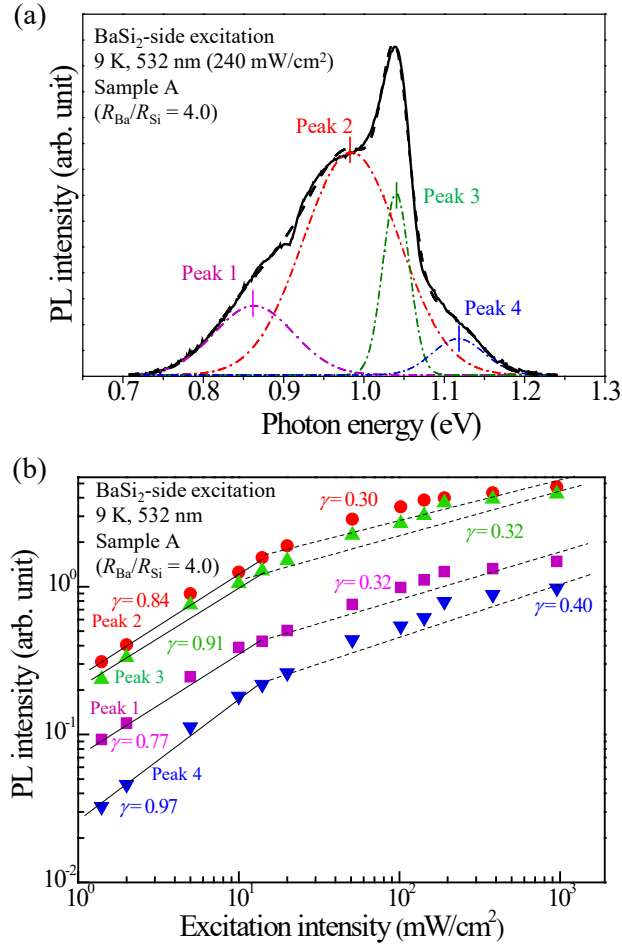 (a)
BaSi₂-side excitation
9 K, 532 nm (240 mW/cm²)
Sample A
(R_Ba/R_Si = 4.0)
Peak 2
Peak 3
Peak 1
Peak 4
PL intensity (arb. unit)
0.7 0.8 0.9 1.0 1.1 1.2 1.3
Photon energy (eV)
(b)
BaSi₂-side excitation
9 K, 532 nm
Sample A
(R_Ba/R_Si = 4.0)
γ = 0.30
γ = 0.32
γ = 0.32
γ = 0.40
γ = 0.84
Peak 2
γ = 0.91
Peak 3
Peak 1
γ = 0.77
Peak 4
γ = 0.97
PL intensity (arb. unit)
10⁰
10⁻¹
10⁻²
10⁰ 10¹ 10² 10³
Excitation intensity (mW/cm²)